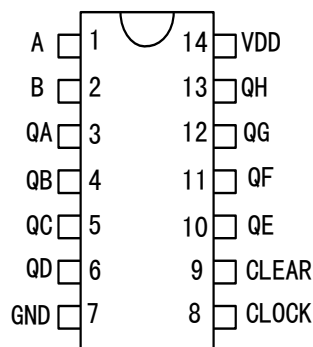 A 1 14 VDD
B 2 13 QH
QA 3 12 QG
QB 4 11 QF
QC 5 10 QE
QD 6 9 CLEAR
GND 7 8 CLOCK